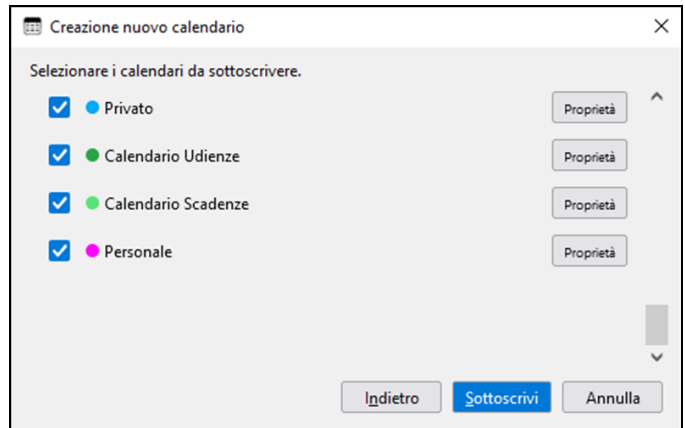 Creazione nuovo calendario
Selezionare i calendari da sottoscrivere.
Privato Proprietà
Calendario Udienze Proprietà
Calendario Scadenze Proprietà
Personale Proprietà
Indietro Sottoscrivi Annulla